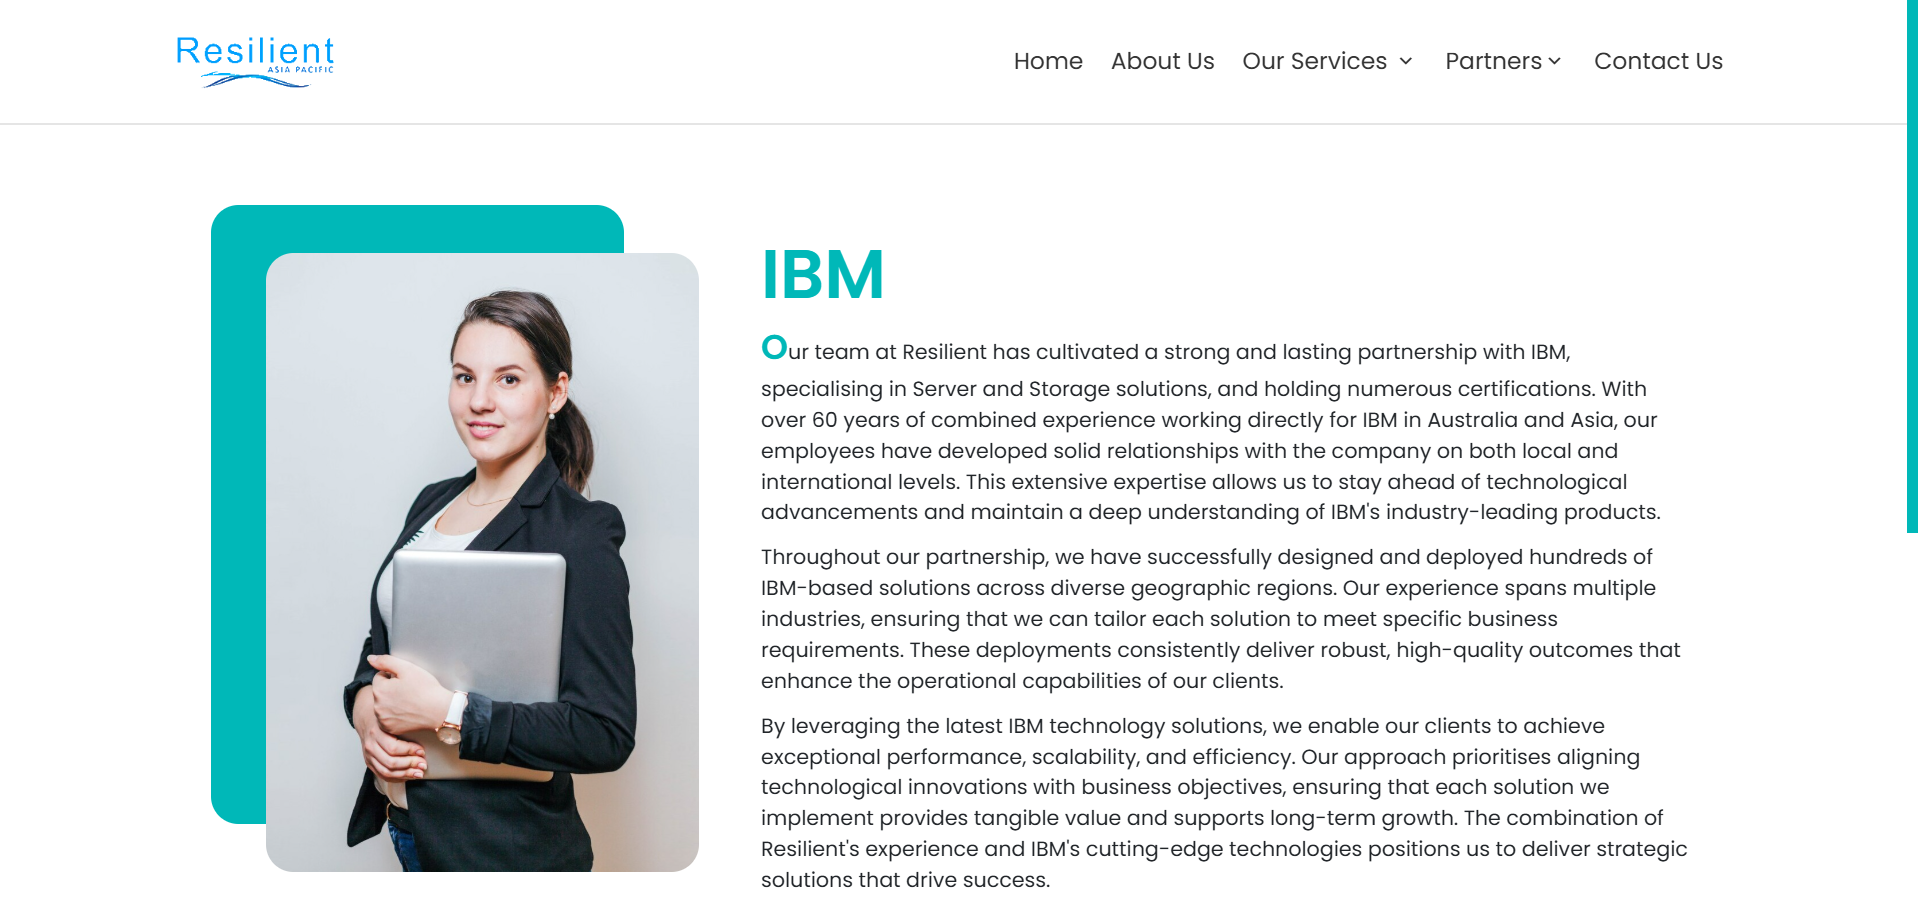 Resilient
ASIA PACIFIC
Home About Us Our Services Partners Contact Us
IBM
Our team at Resilient has cultivated a strong and lasting partnership with IBM,
specialising in Server and Storage solutions, and holding numerous certifications. With
over 60 years of combined experience working directly for IBM in Australia and Asia, our
employees have developed solid relationships with the company on both local and
international levels. This extensive expertise allows us to stay ahead of technological
advancements and maintain a deep understanding of IBM's industry-leading products.
Throughout our partnership, we have successfully designed and deployed hundreds of
IBM-based solutions across diverse geographic regions. Our experience spans multiple
industries, ensuring that we can tailor each solution to meet specific business
requirements. These deployments consistently deliver robust, high-quality outcomes that
enhance the operational capabilities of our clients.
By leveraging the latest IBM technology solutions, we enable our clients to achieve
exceptional performance, scalability, and efficiency. Our approach prioritises aligning
technological innovations with business objectives, ensuring that each solution we
implement provides tangible value and supports long-term growth. The combination of
Resilient's experience and IBM's cutting-edge technologies positions us to deliver strategic
solutions that drive success.